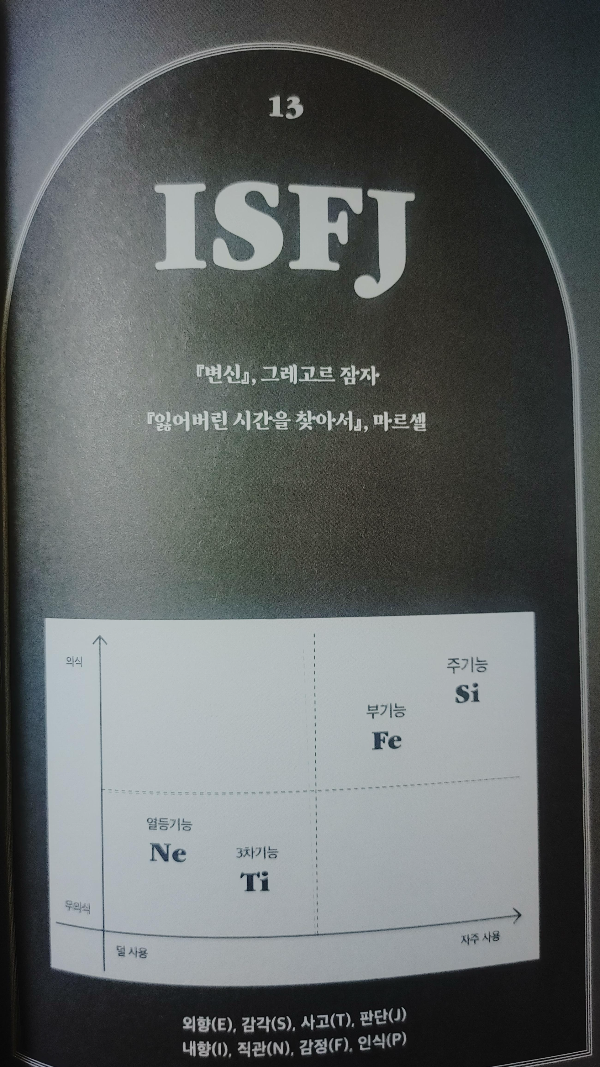 13
ISFJ
『변신』, 그레고르 잠자
『잃어버린 시간을 찾아서』, 마르셀
의식
주기능
Si
부기능
Fe
열등기능
Ne
3차기능
Ti
무의식
덜 사용
자주 사용
외향(E), 감각(S), 사고(T), 판단(J)
내향(I), 직관(N), 감정(F), 인식(P)